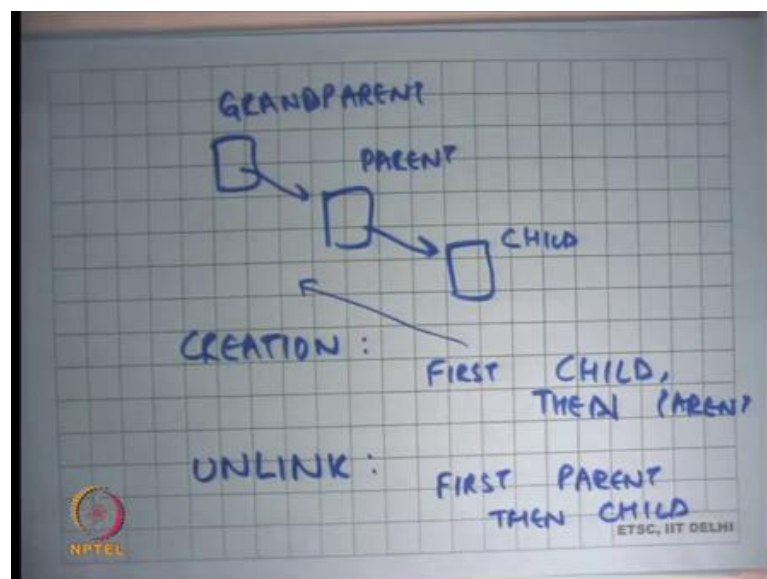 GRANDPARENT
PARENT
CHILD
CREATION :
FIRST CHILD,
THEN PARENT
UNLINK :
FIRST PARENT
THEN CHILD
ETSC, IIT DELHI
NPTEL